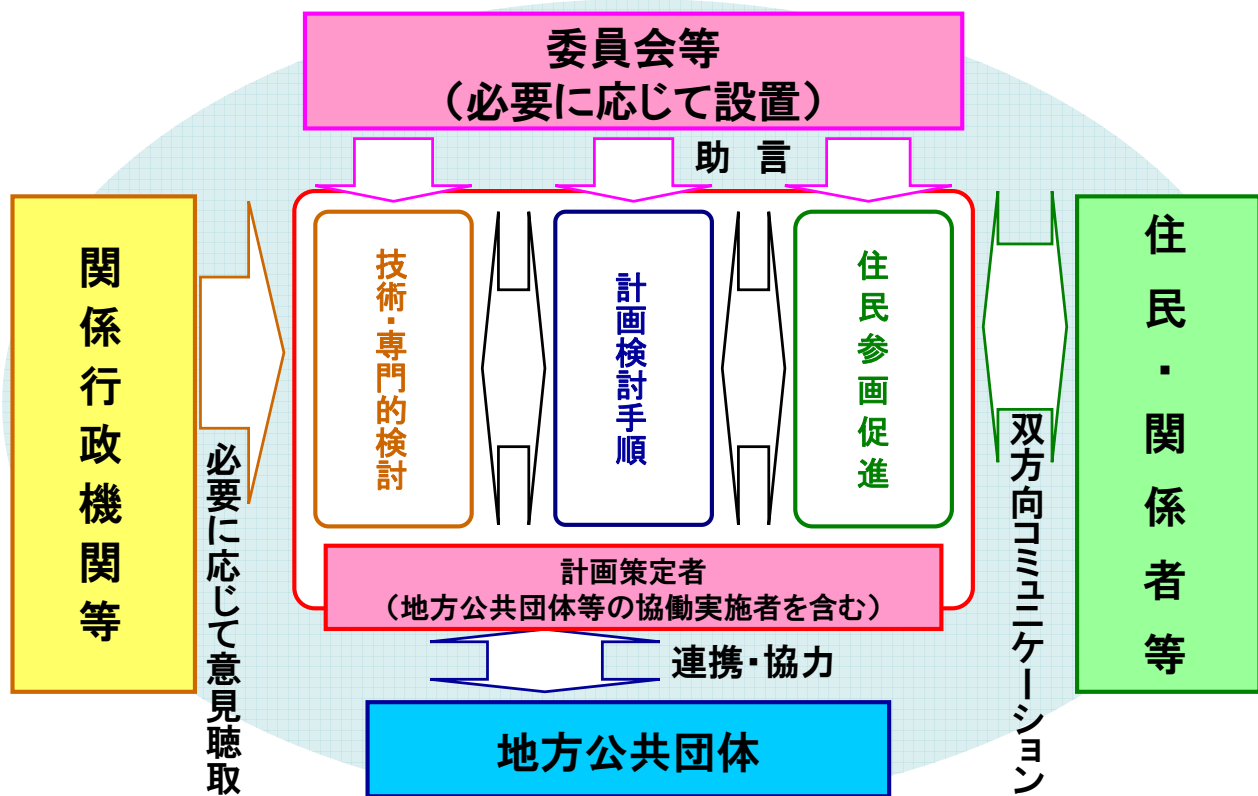 委員会等
（必要に応じて設置）
助 言
関係行政機関等
必要に応じて意見聴取
技術・専門的検討
計画検討手順
住民参画促進
双方向コミュニケーション
住民・関係者等
計画策定者
（地方公共団体等の協働実施者を含む）
連携・協力
地方公共団体